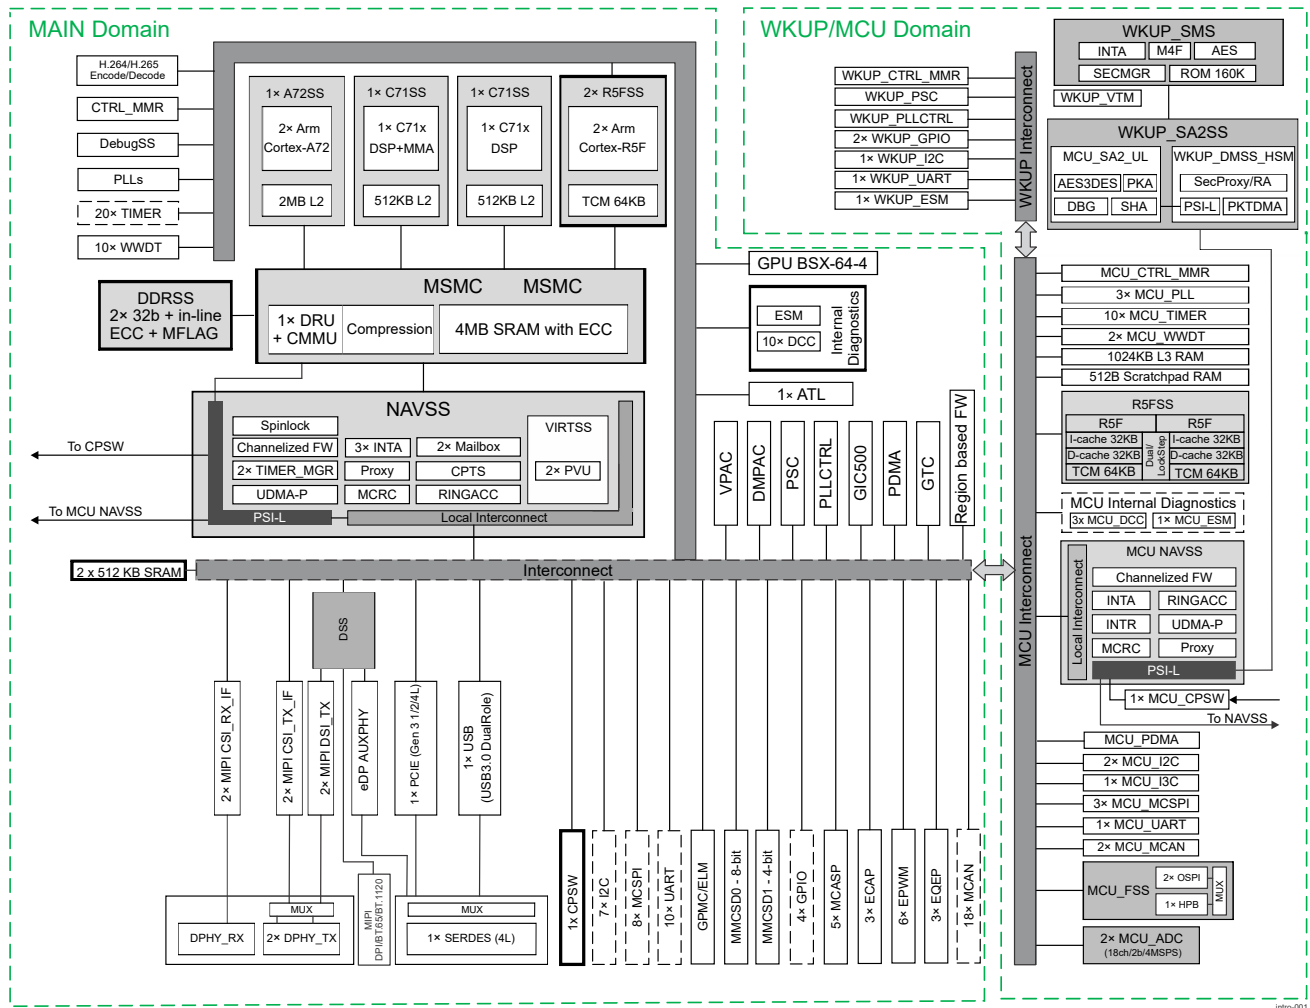 MAIN Domain
H.264/H.265
Encode/Decode
CTRL_MMR
DebugSS
PLLs
20× TIMER
10× WWDT
1× A72SS
2× Arm
Cortex-A72
2MB L2
1× C71SS
1× C71x
DSP+MMA
512KB L2
1× C71SS
1× C71x
DSP
512KB L2
2× R5FSS
2× Arm
Cortex-R5F
TCM 64KB
DDRSS
2× 32b + in-line
ECC + MFLAG
MSMC
MSMC
1× DRU
+ CMMU
Compression
4MB SRAM with ECC
GPU BSX-64-4
ESM
10× DCC
Internal
Diagnostics
1× ATL
NAVSS
Spinlock
Channelized FW
2× TIMER_MGR
UDMA-P
3× INTA
Proxy
MCRC
2× Mailbox
CPTS
RINGACC
VIRTSS
2× PVU
PSI-L
Local Interconnect
To CPSW
To MCU NAVSS
VPAC
DMPAC
PSC
PLLCTRL
GIC500
PDMA
GTC
Region based FW
2 x 512 KB SRAM
Interconnect
DSS
2× MIPI CSI_RX_IF
2× MIPI CSI_TX_IF
2× MIPI DSI_TX
eDP AUXPHY
1× PCIE (Gen 3 1/2/4L)
1× USB
(USB3.0 DualRole)
DPHY_RX
MUX
2× DPHY_TX
MIPI
DPI/BT.65/BT.1120
MUX
1× SERDES (4L)
1x CPSW
7× I2C
8× MCSPI
10× UART
GPMC/ELM
MMCSD0 - 8-bit
MMCSD1 - 4-bit
4× GPIO
5× MCASP
3× ECAP
6× EPWM
3× EQEP
18× MCAN
WKUP/MCU Domain
WKUP_CTRL_MMR
WKUP_PSC
WKUP_PLLCTRL
2× WKUP_GPIO
1× WKUP_I2C
1× WKUP_UART
1× WKUP_ESM
WKUP Interconnect
WKUP_SMS
INTA
M4F
AES
SECMGR
ROM 160K
WKUP_VTM
WKUP_SA2SS
MCU_SA2_UL
AES3DES
PKA
DBG
SHA
WKUP_DMSS_HSM
SecProxy/RA
PSI-L
PKTDMA
MCU Interconnect
MCU_CTRL_MMR
3× MCU_PLL
10× MCU_TIMER
2× MCU_WWDT
1024KB L3 RAM
512B Scratchpad RAM
R5FSS
R5F
I-cache 32KB
D-cache 32KB
TCM 64KB
Dual/
LockStep
R5F
I-cache 32KB
D-cache 32KB
TCM 64KB
MCU Internal Diagnostics
3x MCU_DCC
1× MCU_ESM
MCU NAVSS
Local Interconnect
Channelized FW
INTA
RINGACC
INTR
UDMA-P
MCRC
Proxy
PSI-L
1× MCU_CPSW
To NAVSS
MCU_PDMA
2× MCU_I2C
1× MCU_I3C
3× MCU_MCSPI
1× MCU_UART
2× MCU_MCAN
MCU_FSS
2× OSPI
1× HPB
MUX
2× MCU_ADC
(18ch/2b/4MSPS)
intro-001